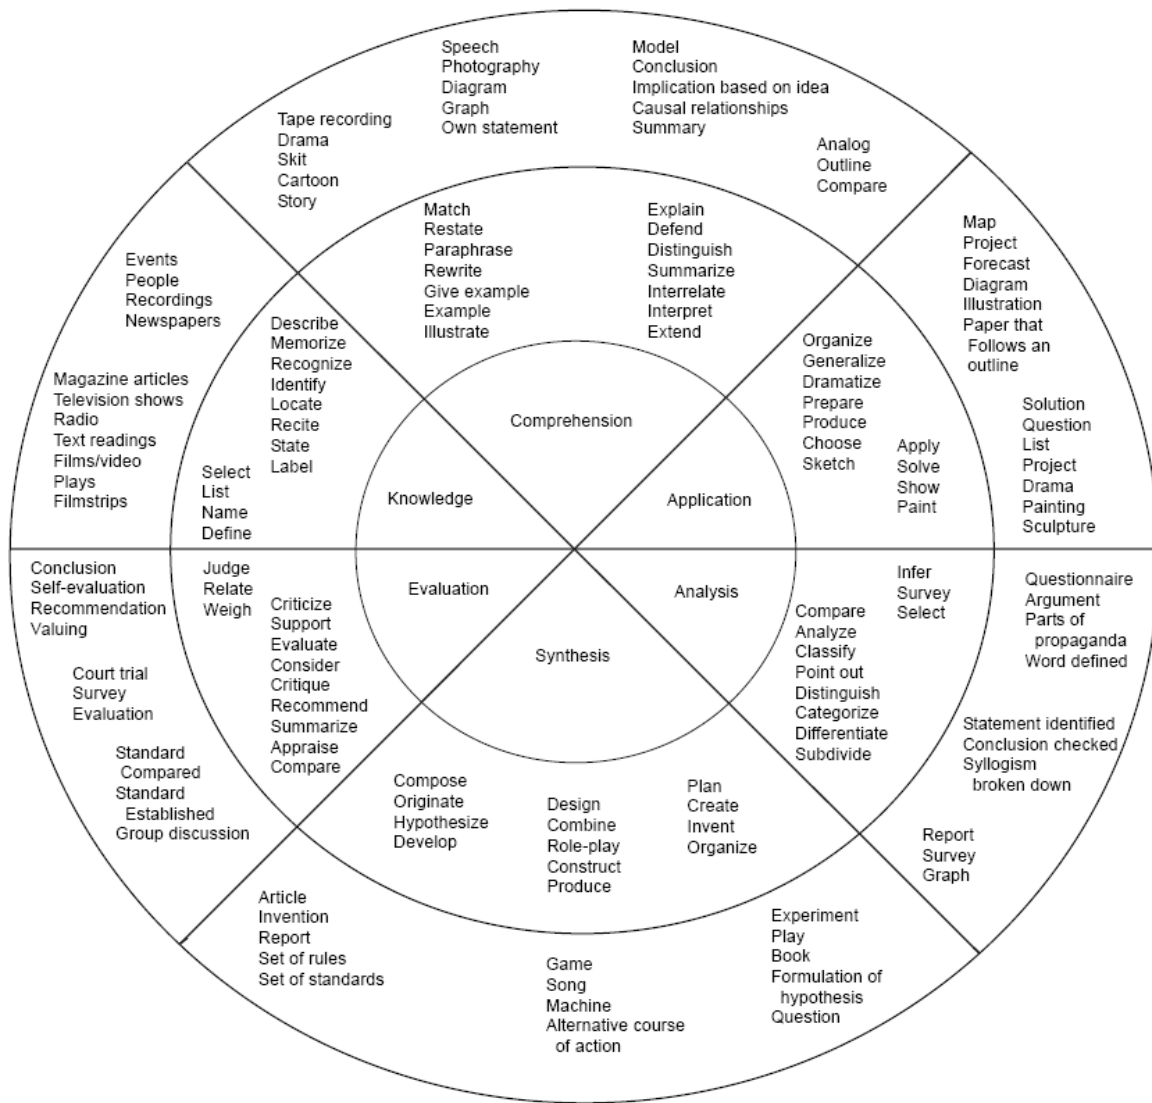 Speech
Photography
Diagram
Graph
Own statement
Model
Conclusion
Implication based on idea
Causal relationships
Summary
Tape recording
Drama
Skit
Cartoon
Story
Analog
Outline
Compare
Match
Restate
Paraphrase
Rewrite
Give example
Example
Illustrate
Explain
Defend
Distinguish
Summarize
Interrelate
Interpret
Extend
Map
Project
Forecast
Diagram
Illustration
Paper that
Follows an
outline
Events
People
Recordings
Newspapers
Describe
Memorize
Recognize
Identify
Locate
Recite
State
Label
Organize
Generalize
Dramatize
Prepare
Produce
Choose
Sketch
Magazine articles
Television shows
Radio
Text readings
Films/video
Plays
Filmstrips
Select
List
Name
Define
Comprehension
Knowledge
Application
Apply
Solve
Show
Paint
Solution
Question
List
Project
Drama
Painting
Sculpture
Conclusion
Self-evaluation
Recommendation
Valuing
Judge
Relate
Weigh
Evaluation
Analysis
Synthesis
Infer
Survey
Select
Questionnaire
Argument
Parts of
propaganda
Word defined
Criticize
Support
Evaluate
Consider
Critique
Recommend
Summarize
Appraise
Compare
Compare
Analyze
Classify
Point out
Distinguish
Categorize
Differentiate
Subdivide
Court trial
Survey
Evaluation
Standard
Compared
Standard
Established
Group discussion
Statement identified
Conclusion checked
Syllogism
broken down
Compose
Originate
Hypothesize
Develop
Design
Combine
Role-play
Construct
Produce
Plan
Create
Invent
Organize
Report
Survey
Graph
Article
Invention
Report
Set of rules
Set of standards
Game
Song
Machine
Alternative course
of action
Experiment
Play
Book
Formulation of
hypothesis
Question